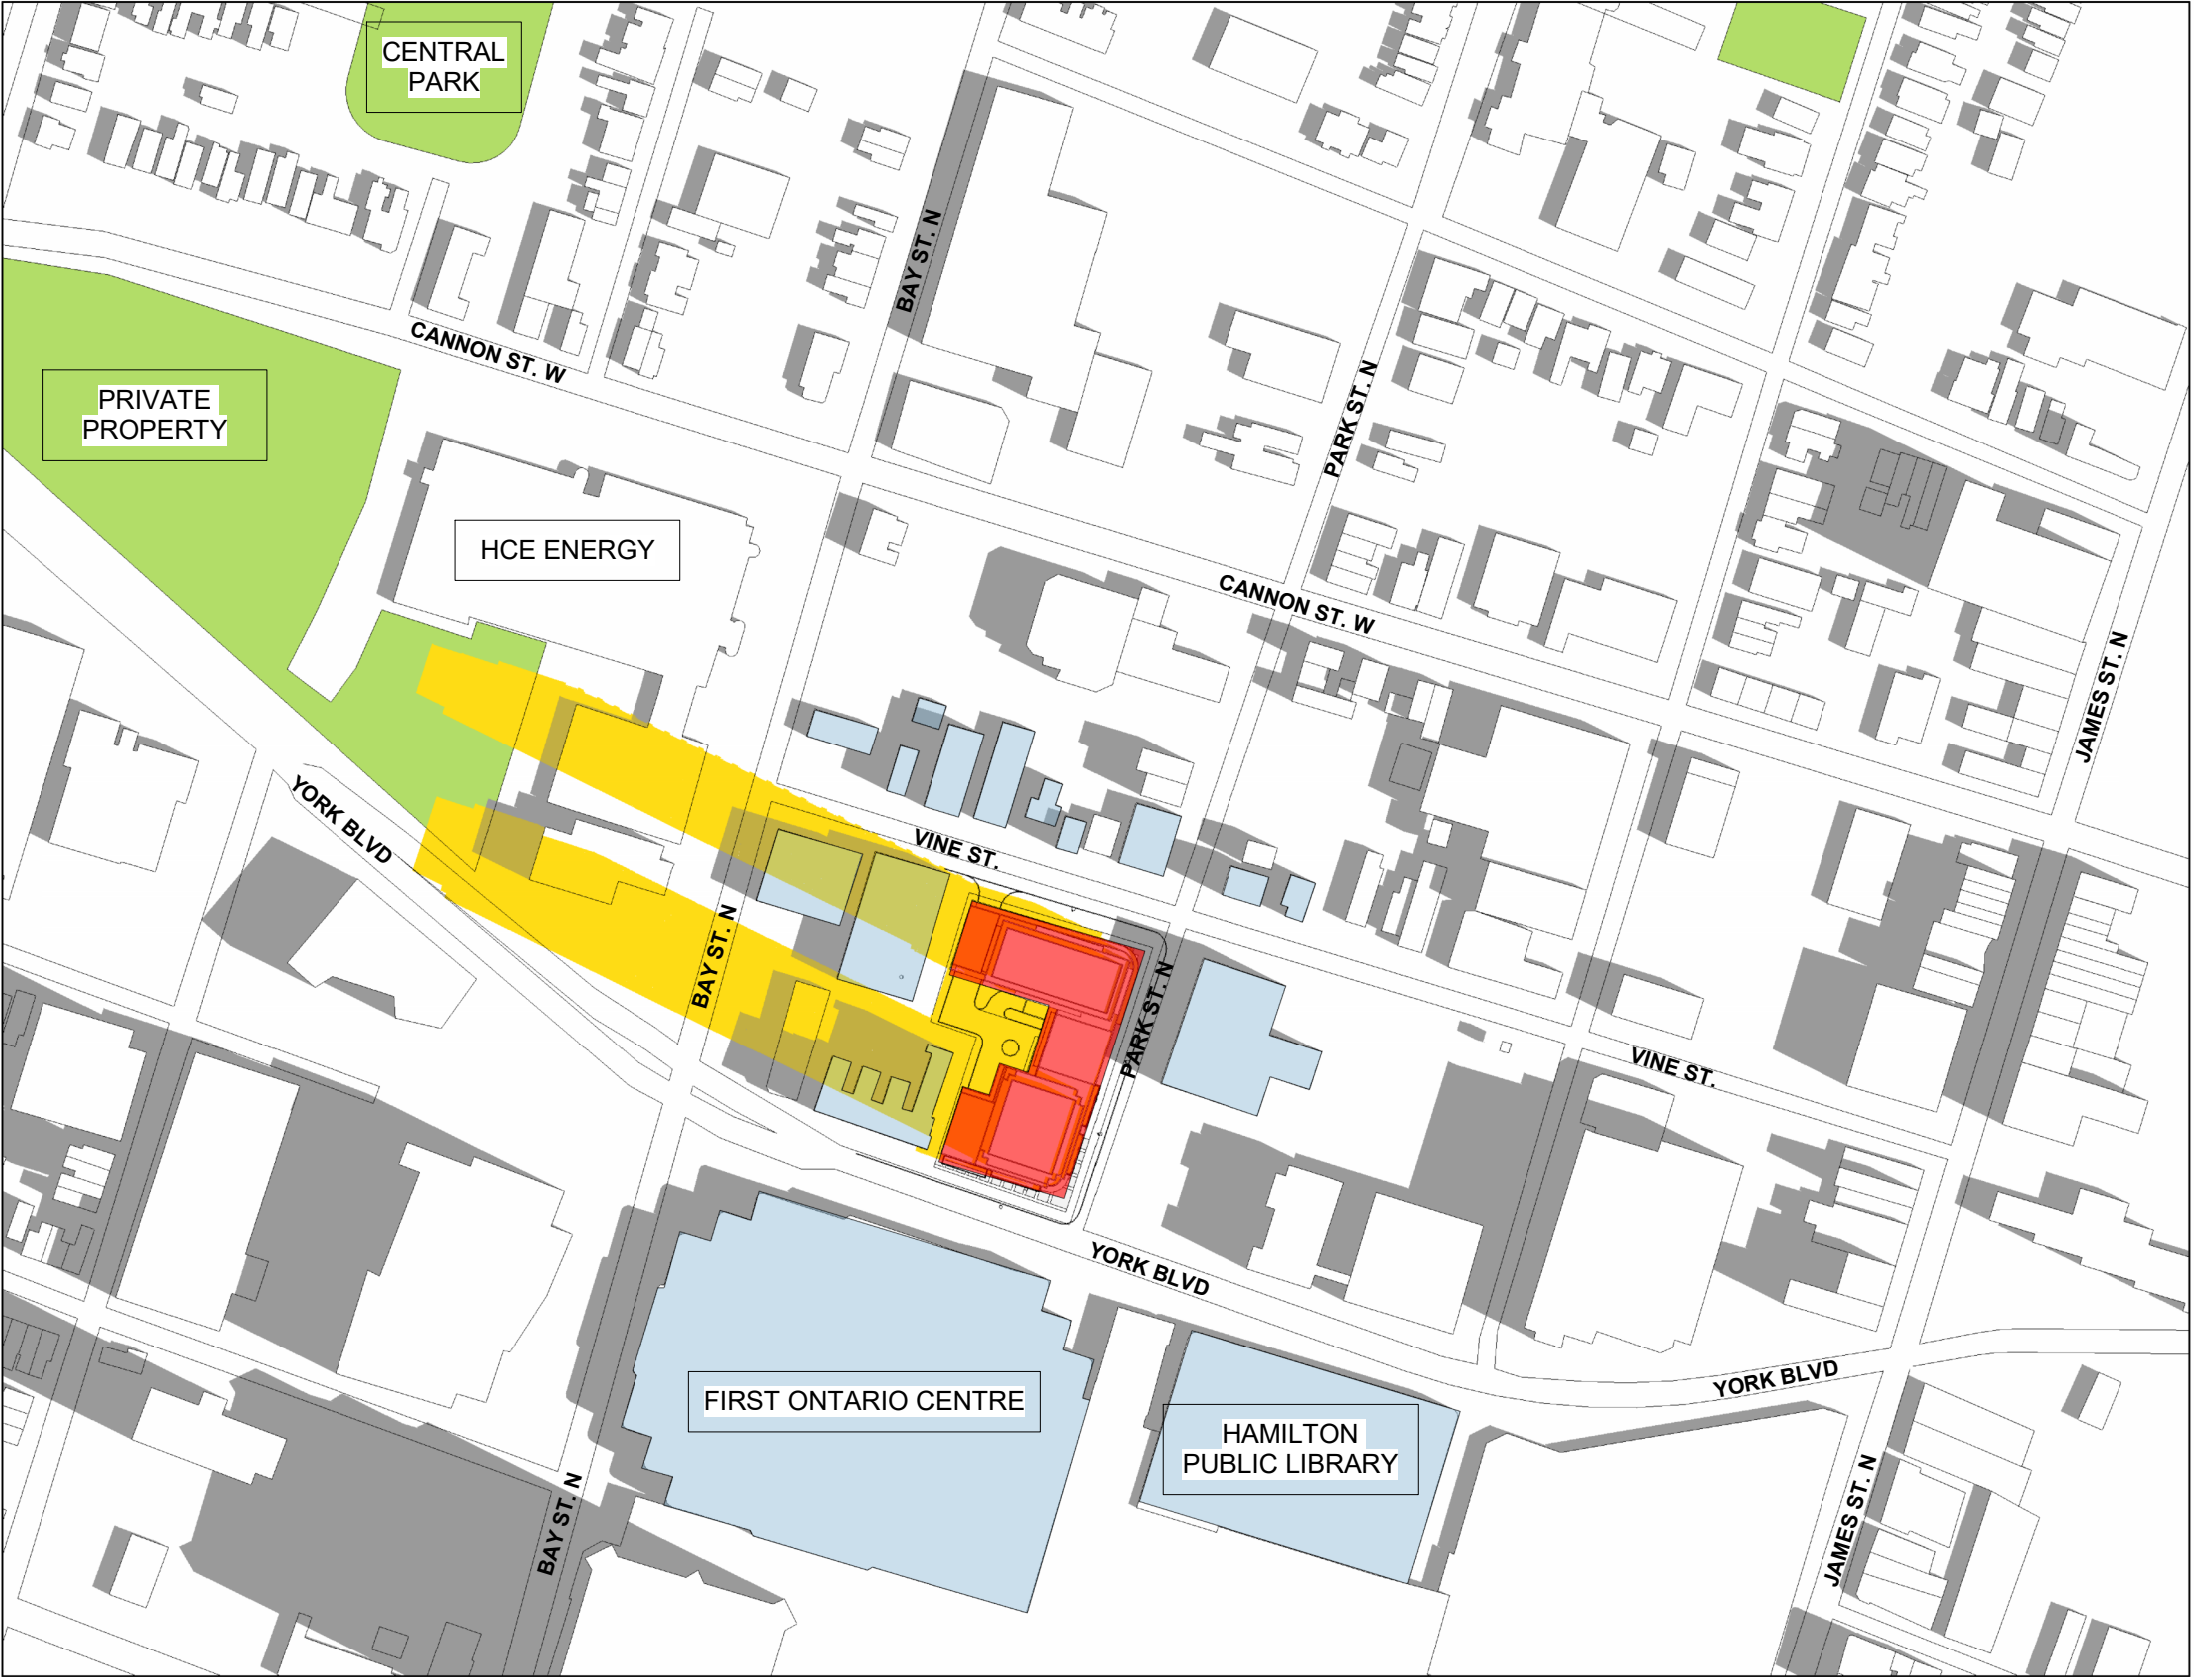 CENTRAL
PARK
BAY ST. N
CANNON ST. W
PRIVATE
PROPERTY
PARK ST. N
HCE ENERGY
CANNON ST. W
JAMES ST. N
YORK BLVD
VINE ST.
BAY ST. N
PARK ST. N
VINE ST.
YORK BLVD
YORK BLVD
FIRST ONTARIO CENTRE
HAMILTON
PUBLIC LIBRARY
BAY ST. N
JAMES ST. N